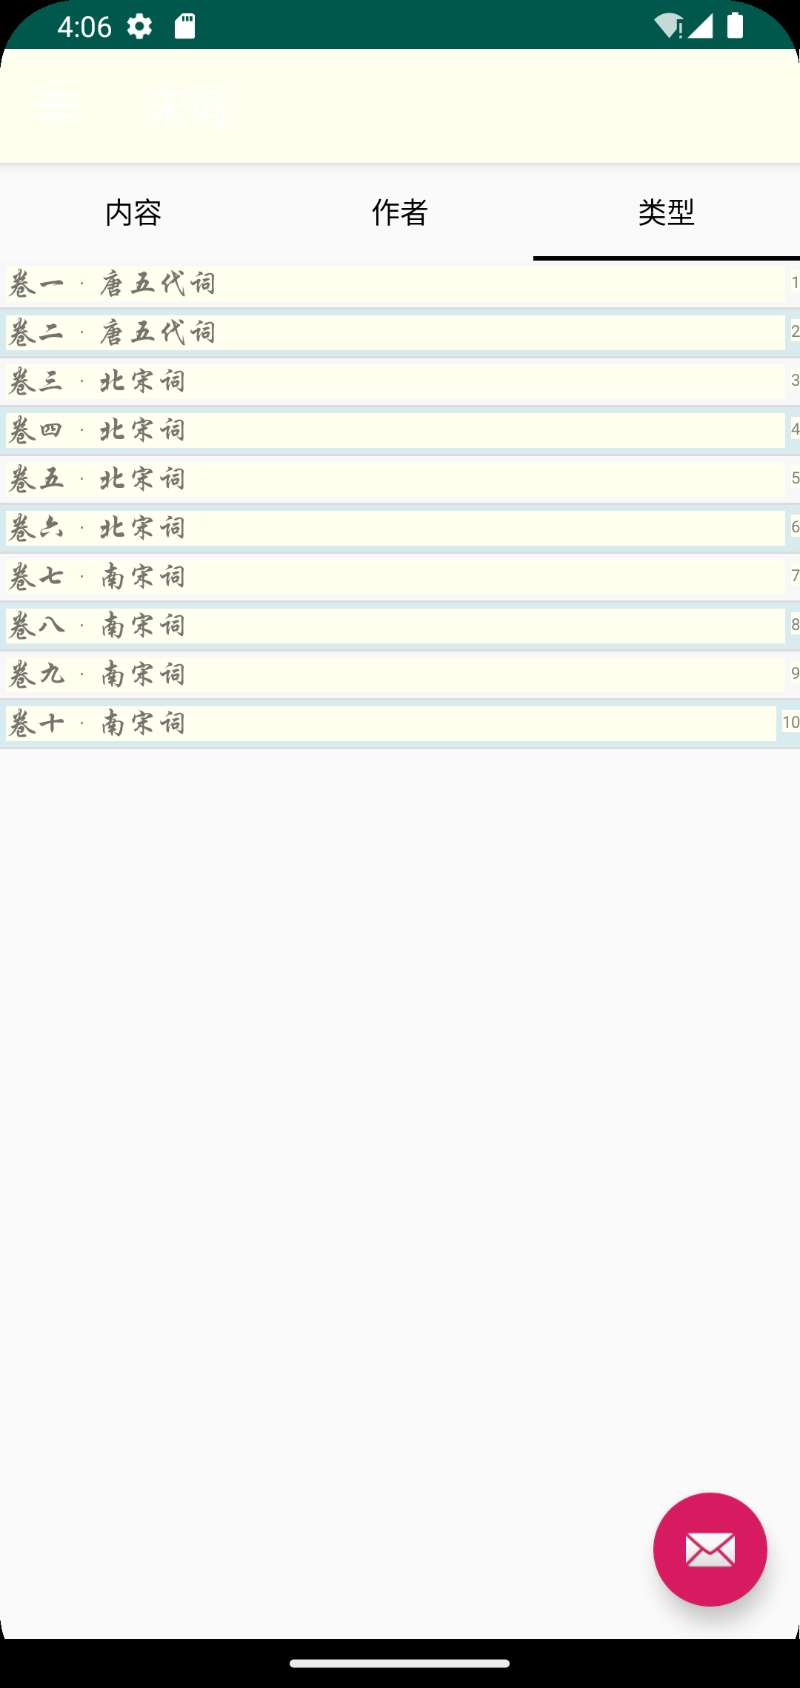 4:06
内容 作者 类型
卷一 · 唐五代词 1
卷二 · 唐五代词 2
卷三 · 北宋词 3
卷四 · 北宋词 4
卷五 · 北宋词 5
卷六 · 北宋词 6
卷七 · 南宋词 7
卷八 · 南宋词 8
卷九 · 南宋词 9
卷十 · 南宋词 10